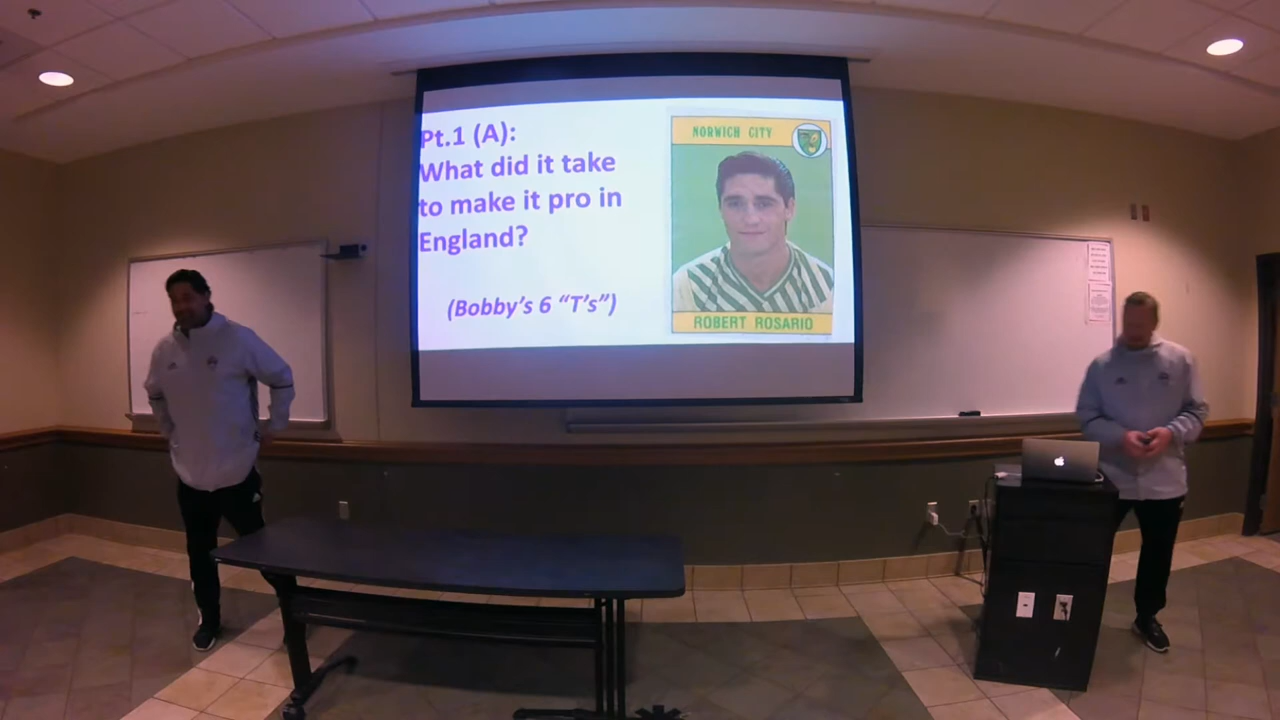 Pt.1 (A):
What did it take
to make it pro in
England?
(Bobby's 6 "T's")
NORWICH CITY
ROBERT ROSARIO